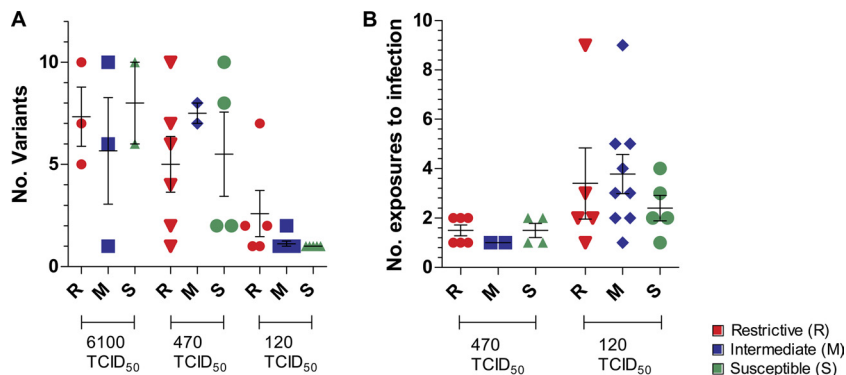 A
No. Variants
10
5
0
R
M
S
R
M
S
R
M
S
6100
TCID50
470
TCID50
120
TCID50
B
No. exposures to infection
10
8
6
4
2
0
R
M
S
R
M
S
470
TCID50
120
TCID50
Restrictive (R)
Intermediate (M)
Susceptible (S)